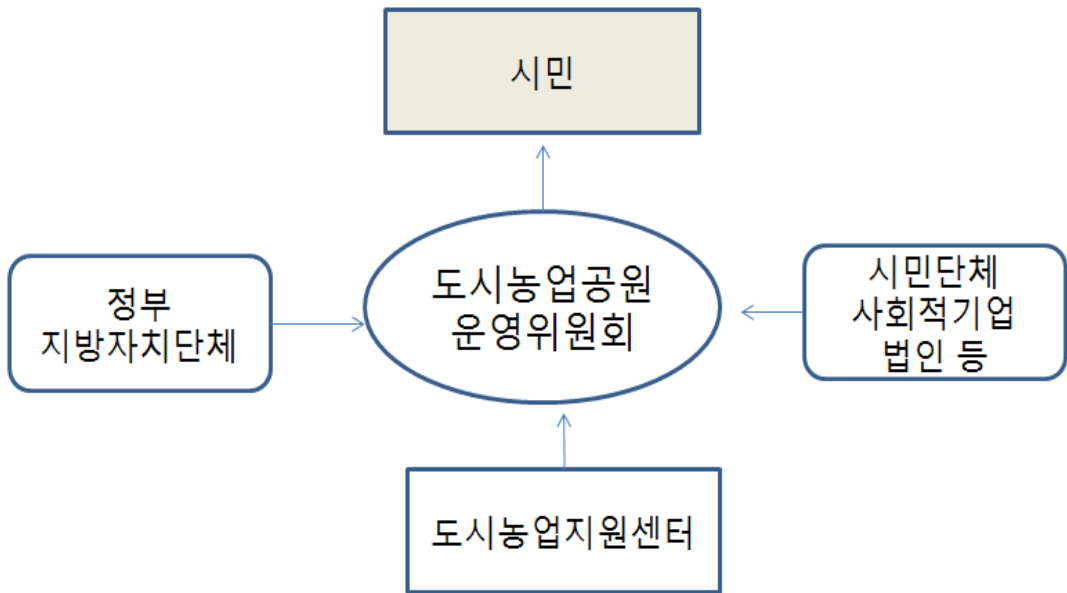 시민
정부
지방자치단체
도시농업공원
운영위원회
시민단체
사회적기업
법인 등
도시농업지원센터